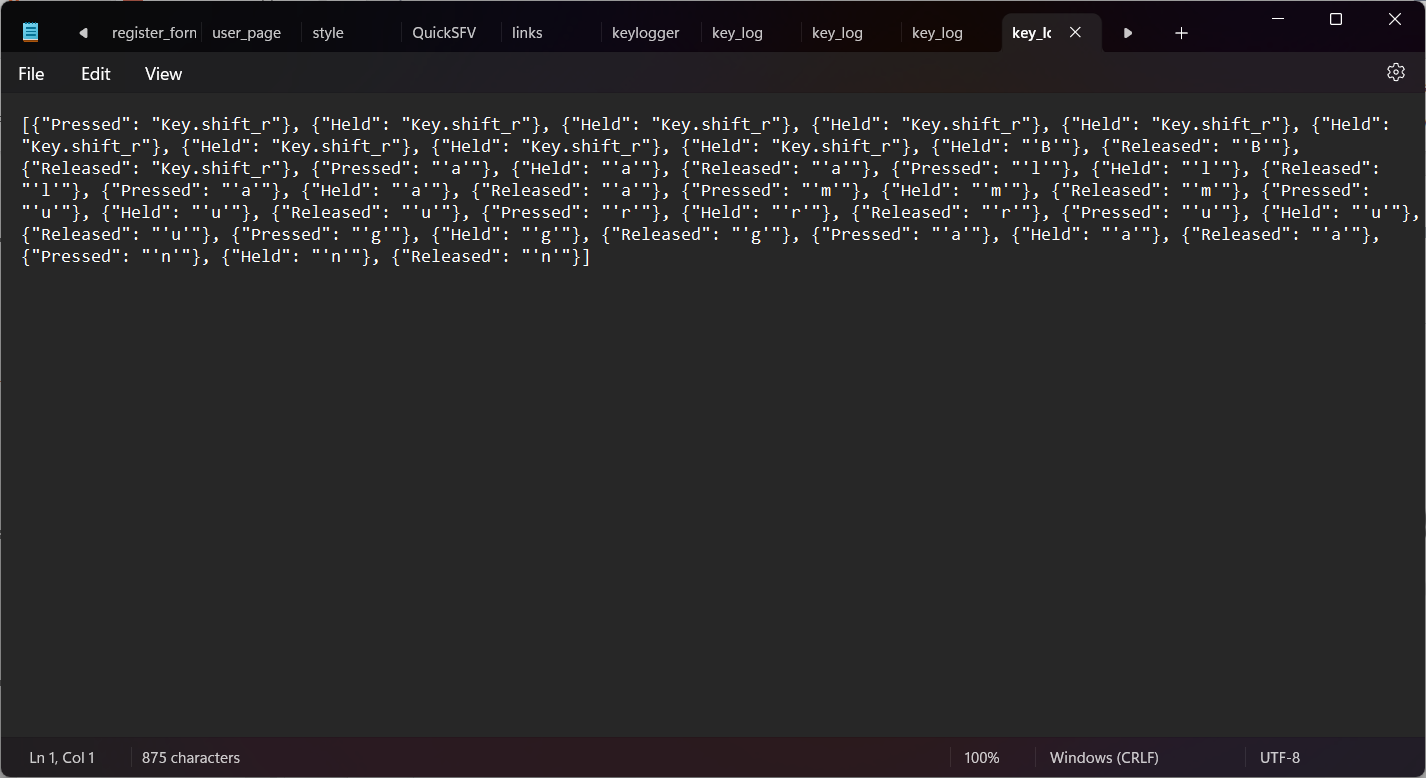 register_forn user_page style QuickSFV links keylogger key_log key_log key_log key_lo
File Edit View
[{"Pressed": "Key.shift_r"}, {"Held": "Key.shift_r"}, {"Held": "Key.shift_r"}, {"Held": "Key.shift_r"}, {"Held": "Key.shift_r"}, {"Held":
"Key.shift_r"}, {"Held": "Key.shift_r"}, {"Held": "Key.shift_r"}, {"Held": "Key.shift_r"}, {"Held": "'B'"}, {"Released": "'B'"},
{"Released": "Key.shift_r"}, {"Pressed": "'a'"}, {"Held": "'a'"}, {"Released": "'a'"}, {"Pressed": "'l'"}, {"Held": "'l'"}, {"Released":
"'l'"}, {"Pressed": "'a'"}, {"Held": "'a'"}, {"Released": "'a'"}, {"Pressed": "'m'"}, {"Held": "'m'"}, {"Released": "'m'"}, {"Pressed":
"'u'"}, {"Held": "'u'"}, {"Released": "'u'"}, {"Pressed": "'r'"}, {"Held": "'r'"}, {"Released": "'r'"}, {"Pressed": "'u'"}, {"Held": "'u'"},
{"Released": "'u'"}, {"Pressed": "'g'"}, {"Held": "'g'"}, {"Released": "'g'"}, {"Pressed": "'a'"}, {"Held": "'a'"}, {"Released": "'a'"},
{"Pressed": "'n'"}, {"Held": "'n'"}, {"Released": "'n'"}]
Ln 1, Col 1 875 characters 100% Windows (CRLF) UTF-8